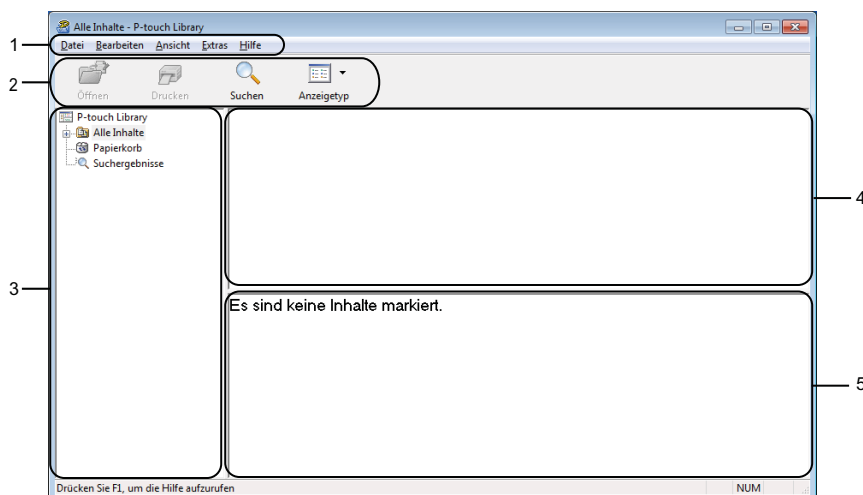 Alle Inhalte - P-touch Library
1
Datei Bearbeiten Ansicht Extras Hilfe
2
Öffnen Drucken Suchen Anzeigetyp
P-touch Library
Alle Inhalte
Papierkorb
Suchergebnisse
4
3
Es sind keine Inhalte markiert.
5
Drücken Sie F1, um die Hilfe aufzurufen NUM